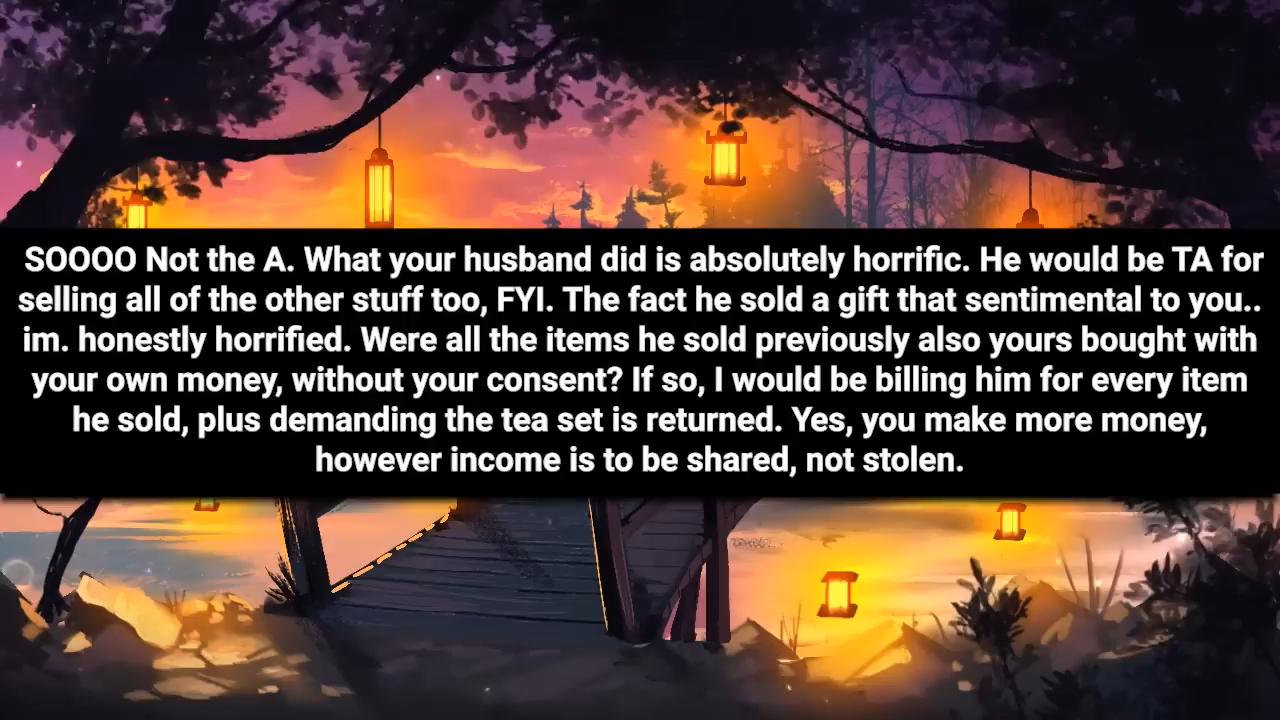 SOOOO Not the A. What your husband did is absolutely horrific. He would be TA for
selling all of the other stuff too, FYI. The fact he sold a gift that sentimental to you..
im. honestly horrified. Were all the items he sold previously also yours bought with
your own money, without your consent? If so, I would be billing him for every item
he sold, plus demanding the tea set is returned. Yes, you make more money,
however income is to be shared, not stolen.